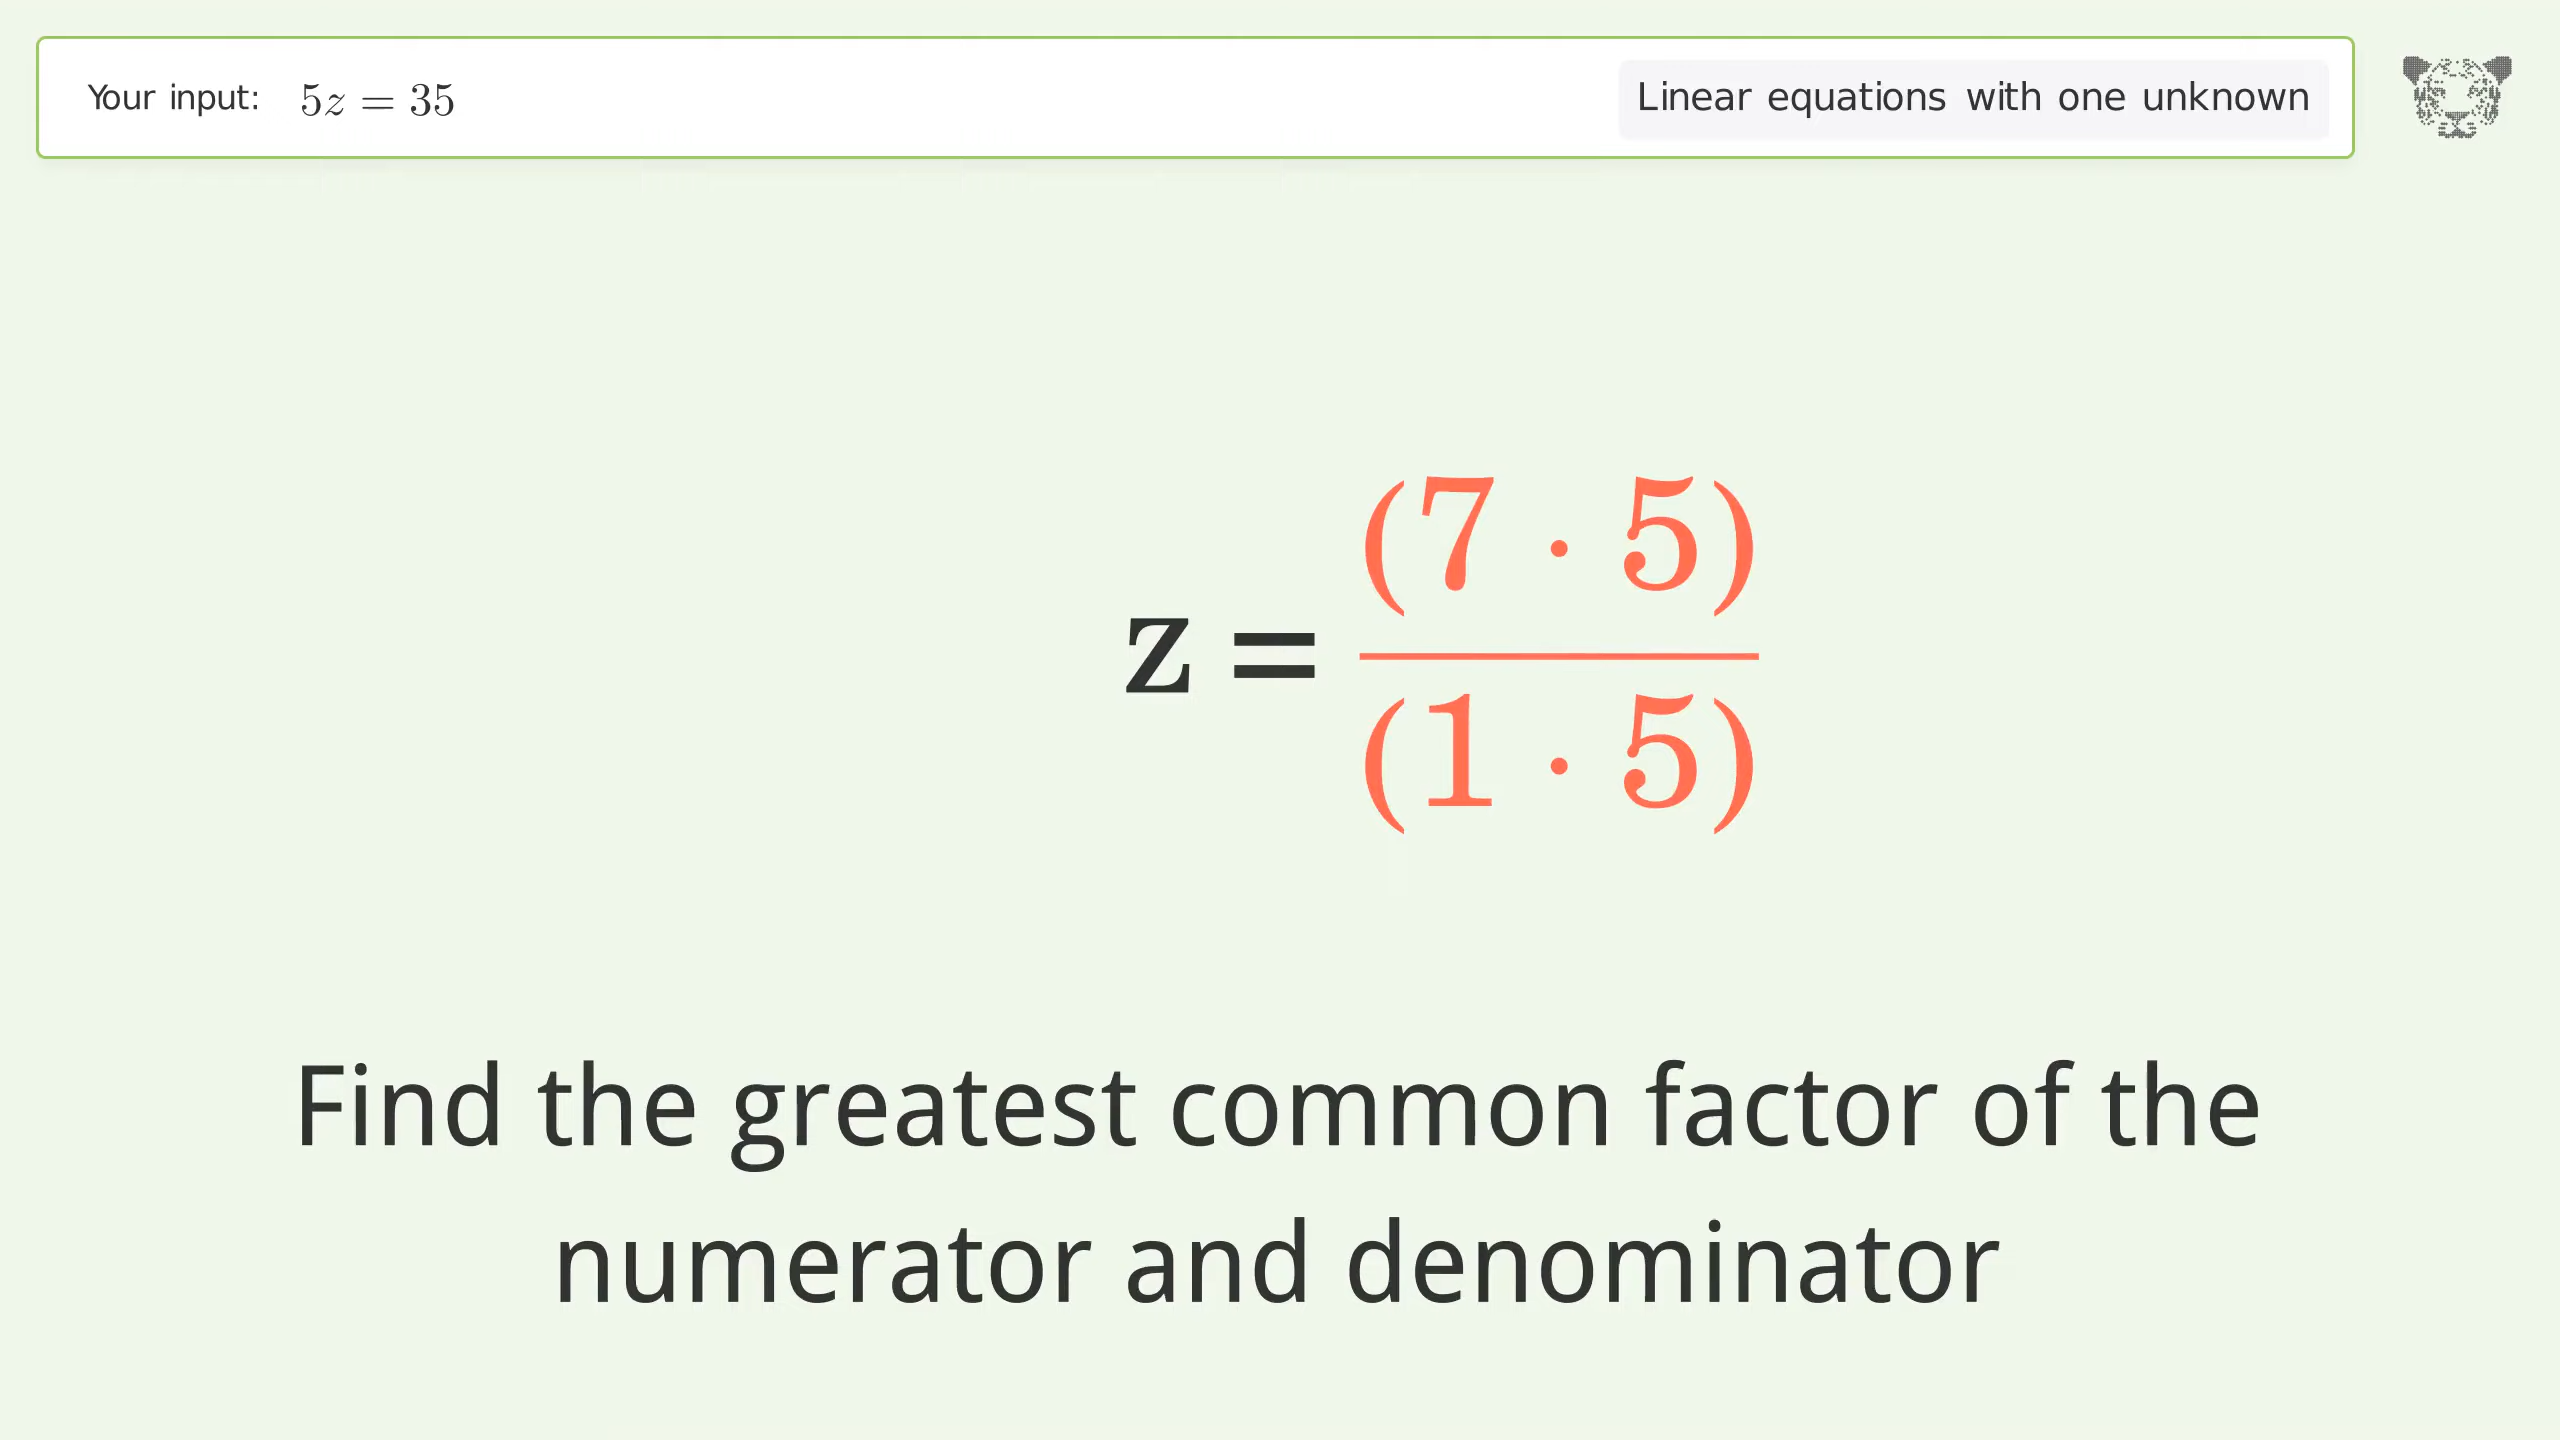 Your input: 5z = 35
Linear equations with one unknown
z = (7 · 5) / (1 · 5)
Find the greatest common factor of the
numerator and denominator